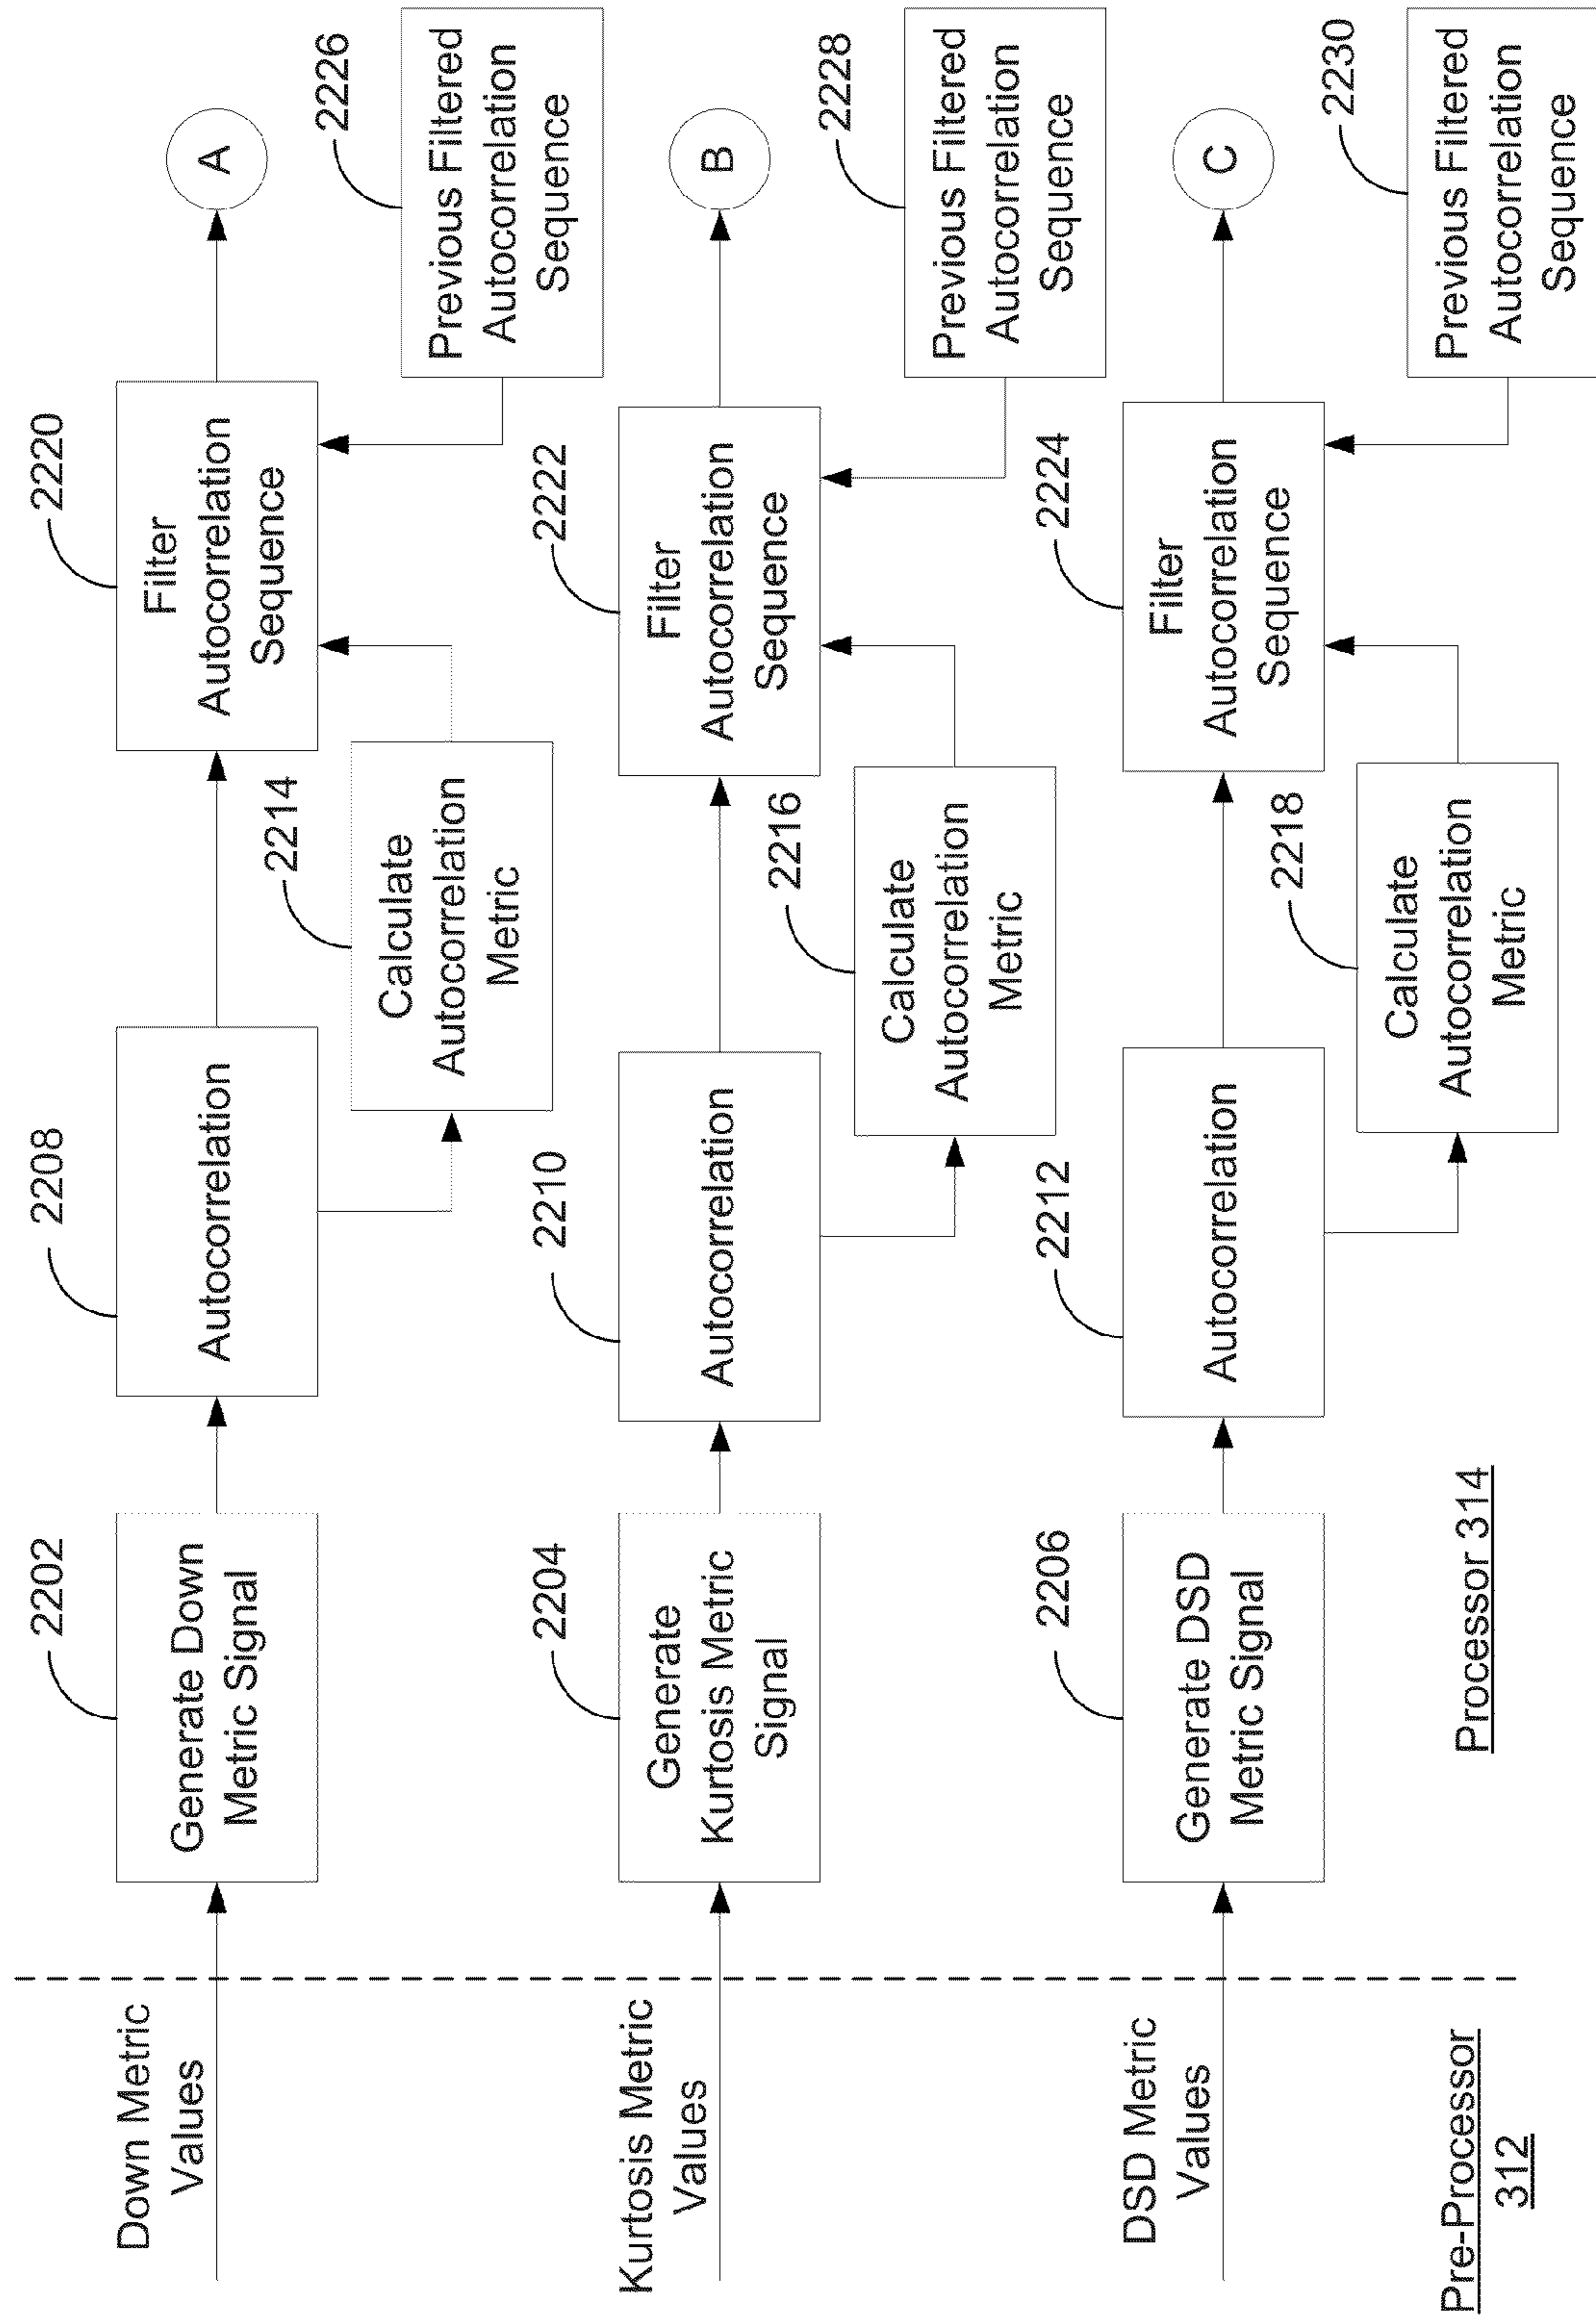 Down Metric
Values
2202
Generate Down
Metric Signal
2208
Autocorrelation
2214
Calculate
Autocorrelation
Metric
2220
Filter
Autocorrelation
Sequence
2226
Previous Filtered
Autocorrelation
Sequence
A
Kurtosis Metric
Values
2204
Generate
Kurtosis Metric
Signal
2210
Autocorrelation
2216
Calculate
Autocorrelation
Metric
2222
Filter
Autocorrelation
Sequence
2228
Previous Filtered
Autocorrelation
Sequence
B
DSD Metric
Values
2206
Generate DSD
Metric Signal
2212
Autocorrelation
2218
Calculate
Autocorrelation
Metric
2224
Filter
Autocorrelation
Sequence
2230
Previous Filtered
Autocorrelation
Sequence
C
Pre-Processor
312
Processor 314